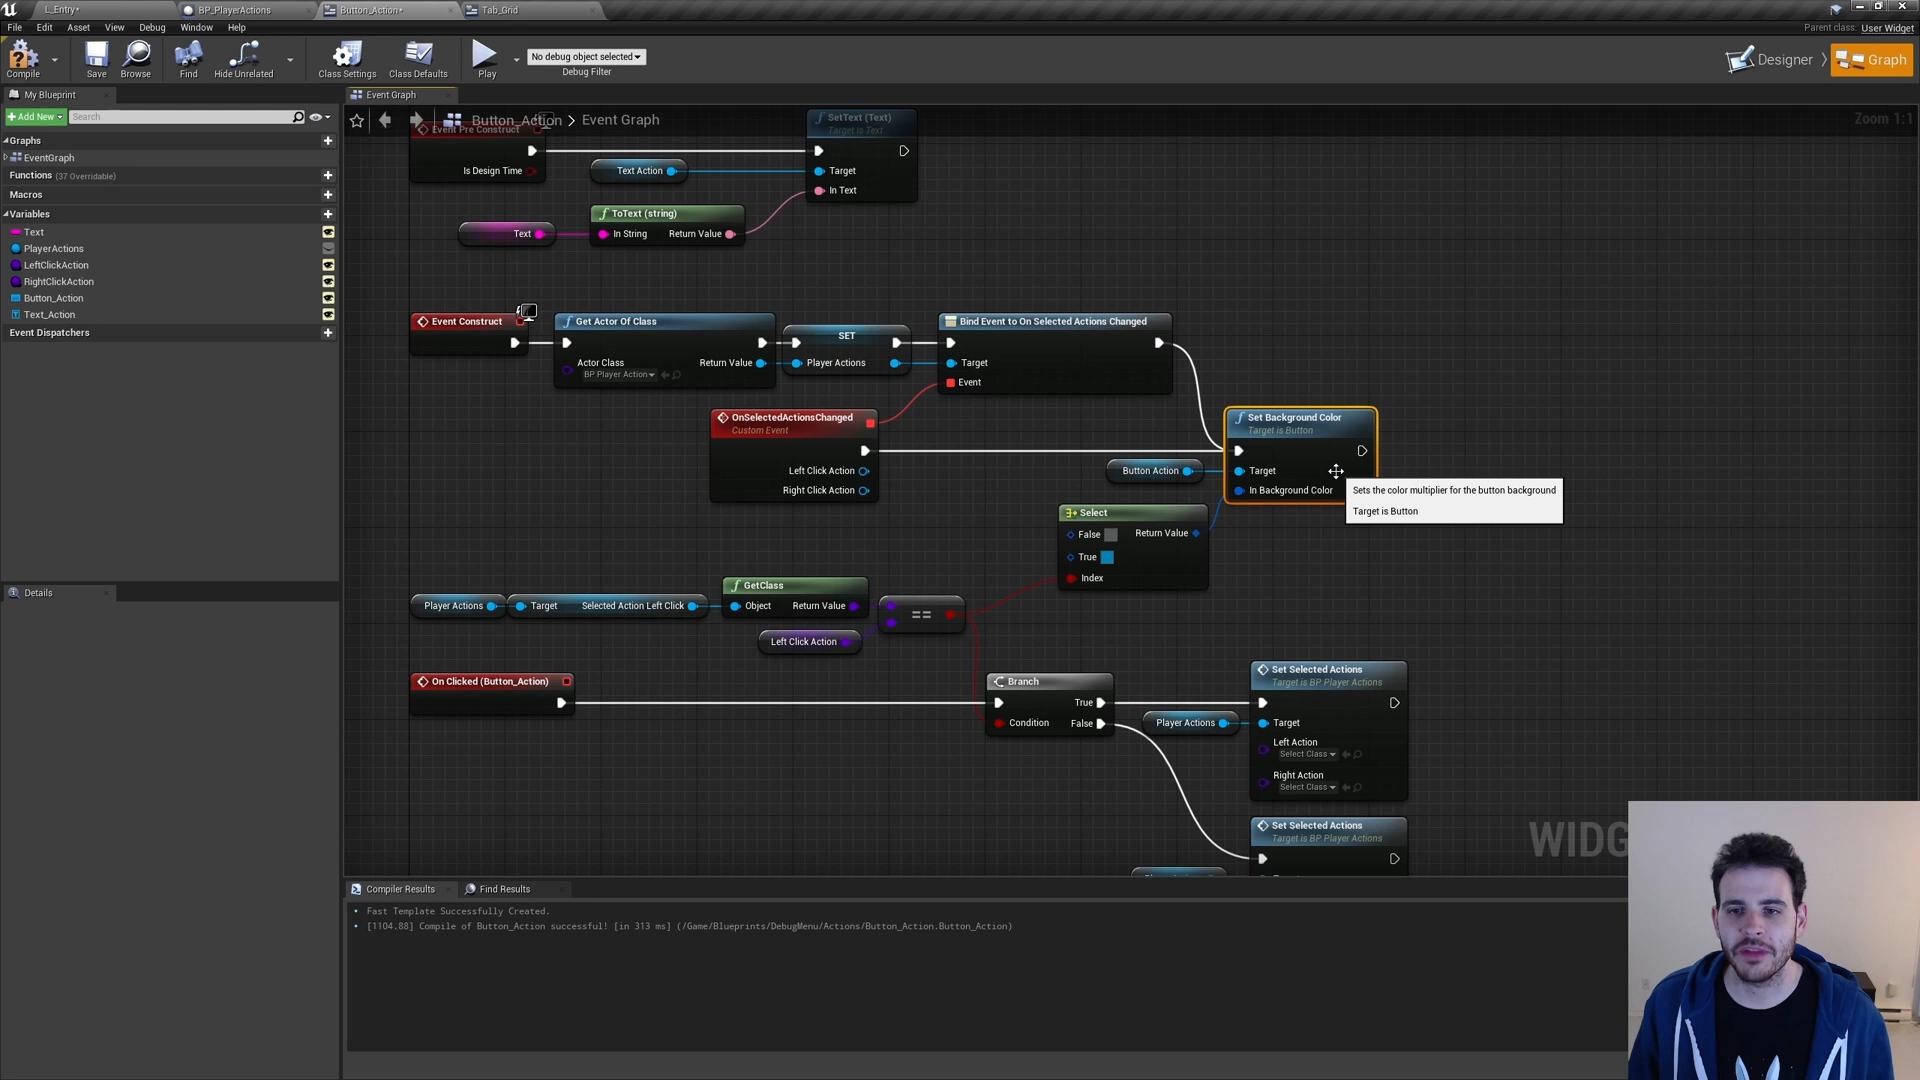 L_Entry*
BP_PlayerActions
Button_Action*
Tab_Grid
File Edit Asset View Debug Window Help
Parent class: User Widget
Compile
Save
Browse
Find
Hide Unrelated
Class Settings
Class Defaults
Play
No debug object selected
Debug Filter
Designer
Graph
My Blueprint
+Add New
Search
Graphs
EventGraph
Functions (37 Overridable)
Macros
Variables
Text
PlayerActions
LeftClickAction
RightClickAction
Button_Action
Text_Action
Event Dispatchers
Details
Event Graph
Button_Action > Event Graph
Zoom 1:1
Event Pre Construct
Is Design Time
Text Action
SetText (Text)
Target is Text
Target
In Text
Text
ToText (string)
In String Return Value
Event Construct
Get Actor Of Class
Actor Class
BP Player Action
Return Value
SET
Player Actions
Bind Event to On Selected Actions Changed
Target
Event
OnSelectedActionsChanged
Custom Event
Left Click Action
Right Click Action
Button Action
Set Background Color
Target is Button
Target
In Background Color
Sets the color multiplier for the button background
Target is Button
Select
False
Return Value
True
Index
Player Actions
Target Selected Action Left Click
GetClass
Object Return Value
==
Left Click Action
On Clicked (Button_Action)
Branch
True
Condition False
Player Actions
Set Selected Actions
Target is BP Player Actions
Target
Left Action
Select Class
Right Action
Select Class
Set Selected Actions
Target is BP Player Actions
WIDG
Compiler Results
Find Results
Fast Template Successfully Created.
[1104.88] Compile of Button_Action successful! [in 313 ms] (/Game/Blueprints/DebugMenu/Actions/Button_Action.Button_Action)